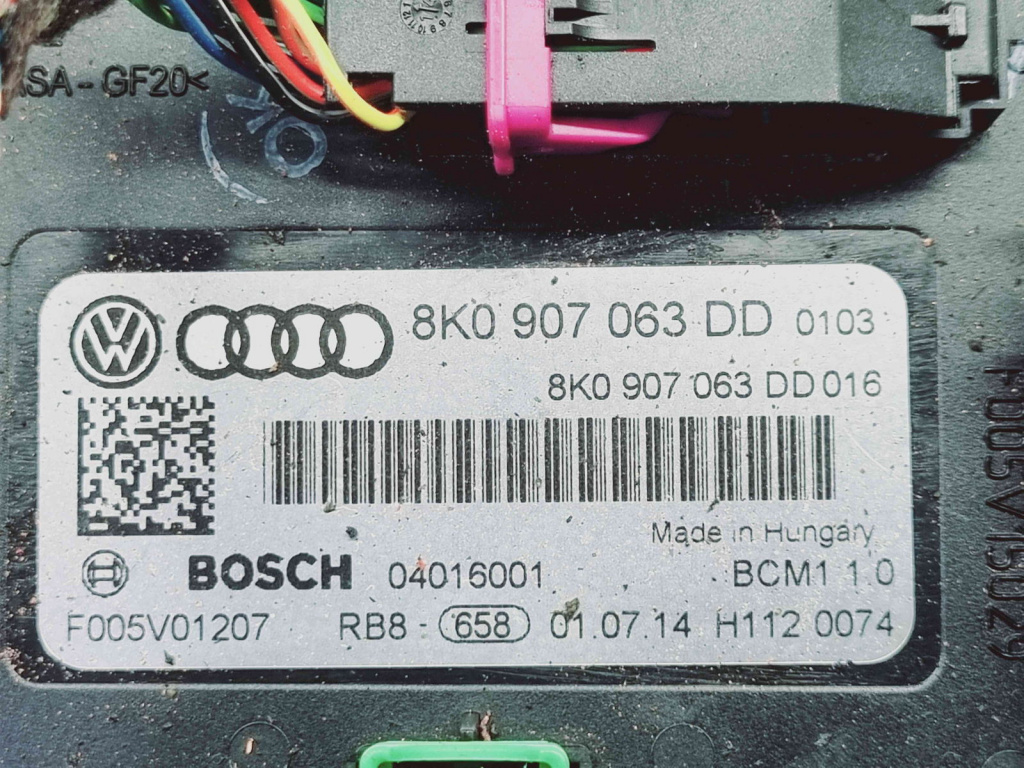 SA - GF20<
8K0 907 063 DD 0103
8K0 907 063 DD 016
Made in Hungary
BOSCH 04016001 BCM1 1.0
F005V01207 RB8 - 658 01.07.14 H112 0074
F005V15029